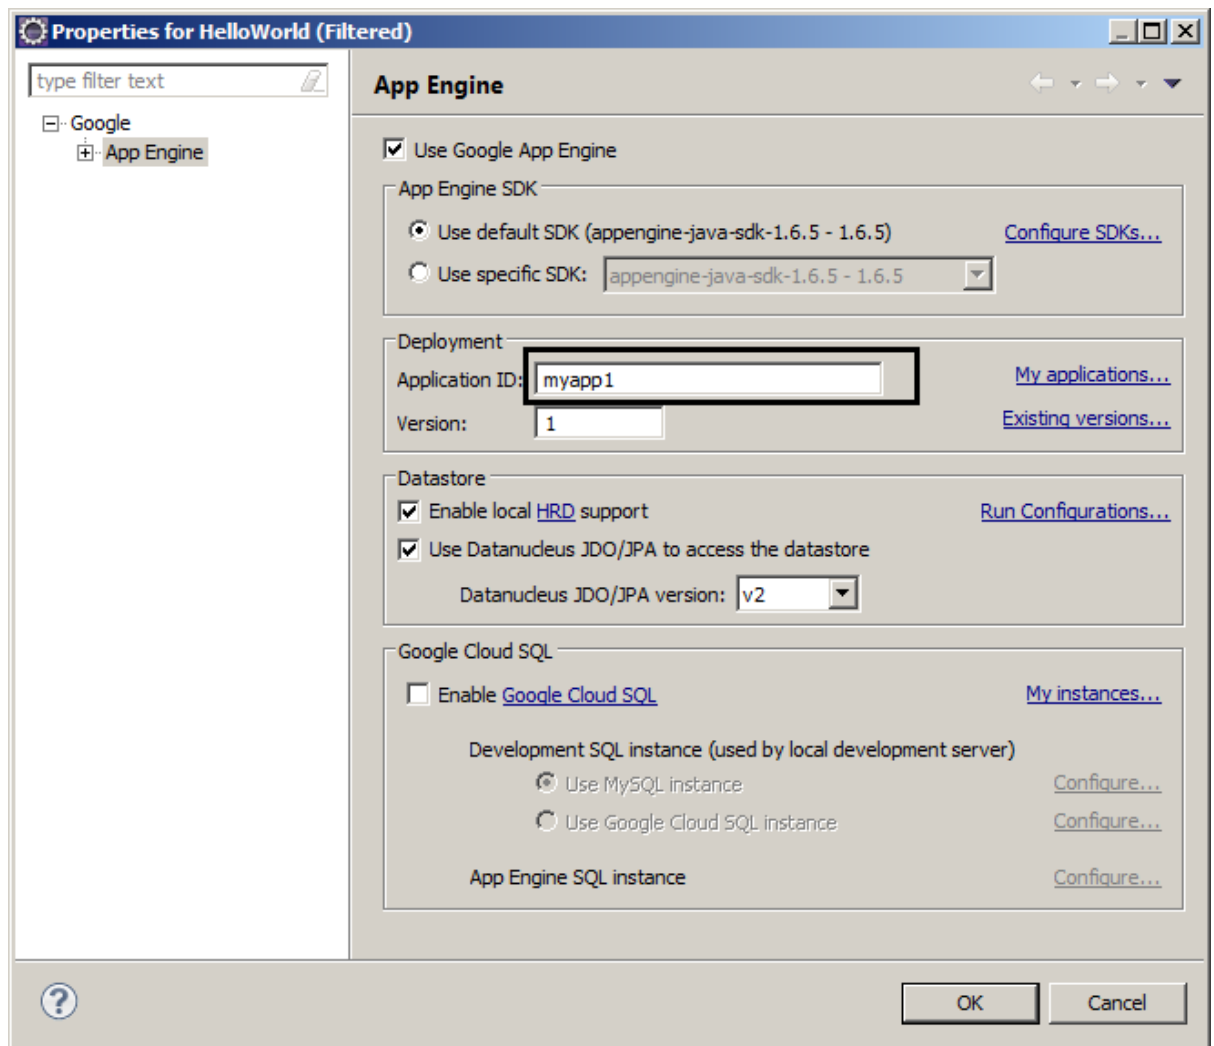 Properties for HelloWorld (Filtered)
type filter text
Google
App Engine
App Engine
Use Google App Engine
App Engine SDK
Use default SDK (appengine-java-sdk-1.6.5 - 1.6.5) Configure SDKs...
Use specific SDK: appengine-java-sdk-1.6.5 - 1.6.5
Deployment
Application ID: myapp1 My applications...
Version: 1 Existing versions...
Datastore
Enable local HRD support Run Configurations...
Use Datanucleus JDO/JPA to access the datastore
Datanucleus JDO/JPA version: v2
Google Cloud SQL
Enable Google Cloud SQL My instances...
Development SQL instance (used by local development server)
Use MySQL instance Configure...
Use Google Cloud SQL instance Configure...
App Engine SQL instance Configure...
? OK Cancel